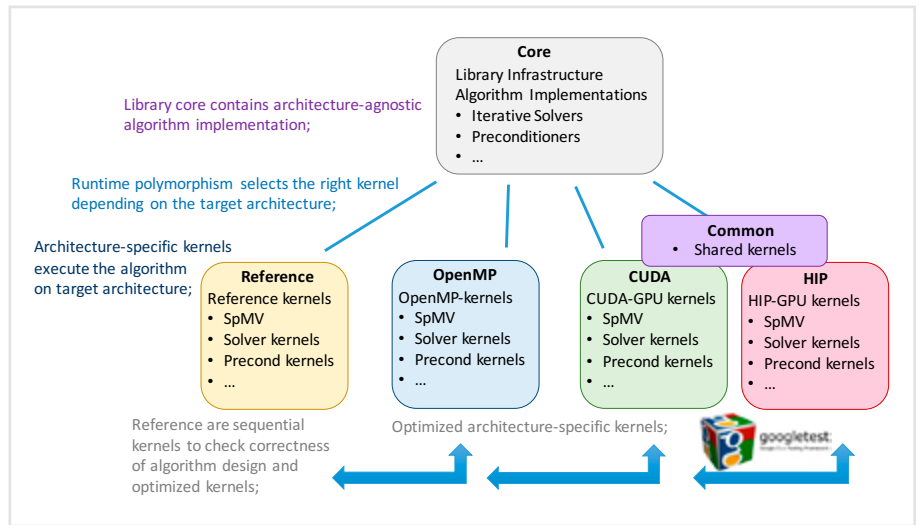 Core
Library Infrastructure
Algorithm Implementations
• Iterative Solvers
• Preconditioners
• ...
Library core contains architecture-agnostic
algorithm implementation;
Runtime polymorphism selects the right kernel
depending on the target architecture;
Architecture-specific kernels
execute the algorithm
on target architecture;
Common
• Shared kernels
Reference
Reference kernels
• SpMV
• Solver kernels
• Precond kernels
• ...
OpenMP
OpenMP-kernels
• SpMV
• Solver kernels
• Precond kernels
• ...
CUDA
CUDA-GPU kernels
• SpMV
• Solver kernels
• Precond kernels
• ...
HIP
HIP-GPU kernels
• SpMV
• Solver kernels
• Precond kernels
• ...
Reference are sequential
kernels to check correctness
of algorithm design and
optimized kernels;
Optimized architecture-specific kernels;
googletest